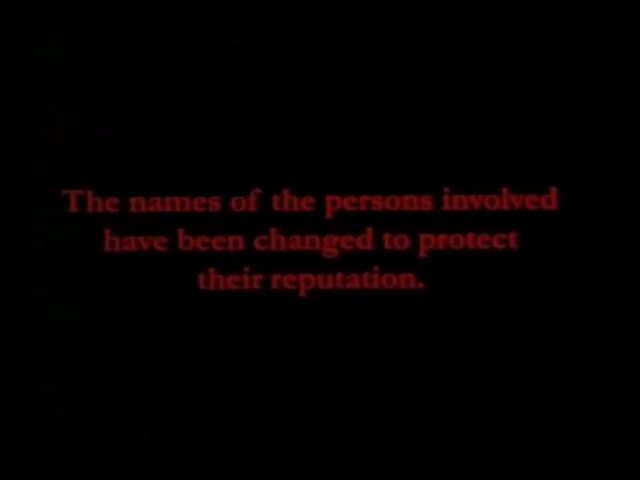 The names of the persons involved
have been changed to protect
their reputation.